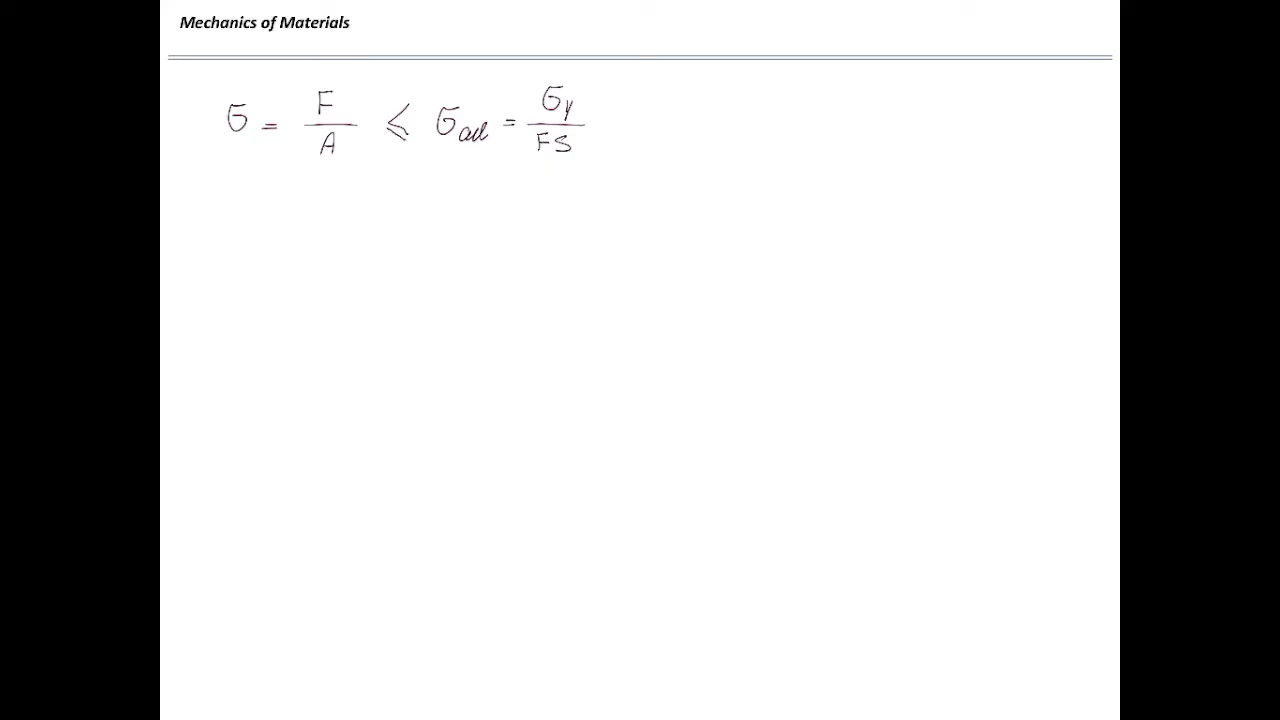 Mechanics of Materials
σ = F/A ≤ σ_all = σ_y/FS